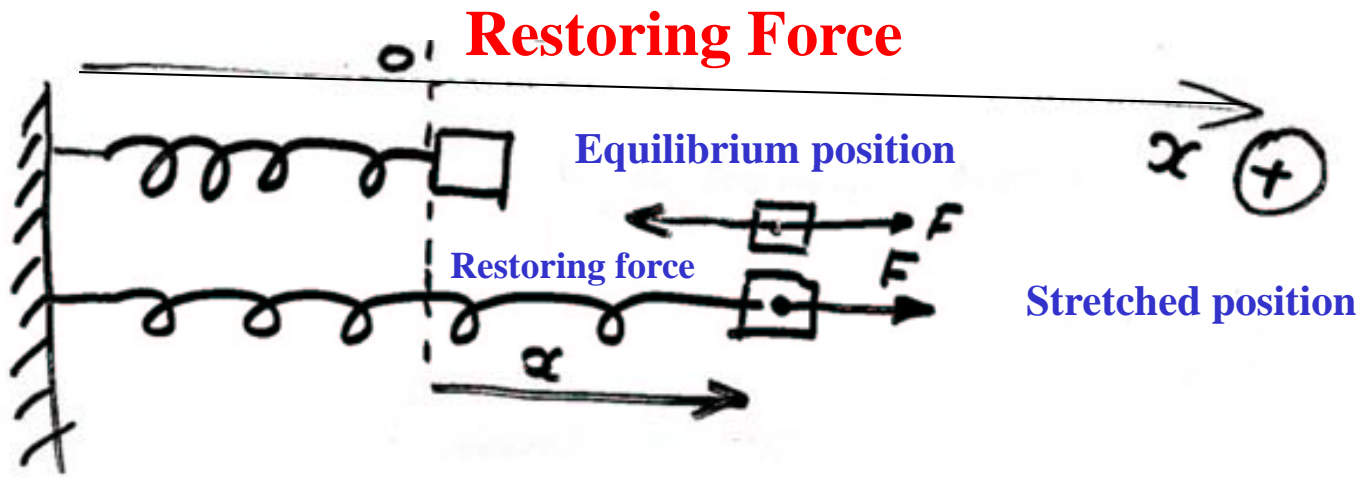 Restoring Force
0
Equilibrium position
x +
F
Restoring force
F
Stretched position
x